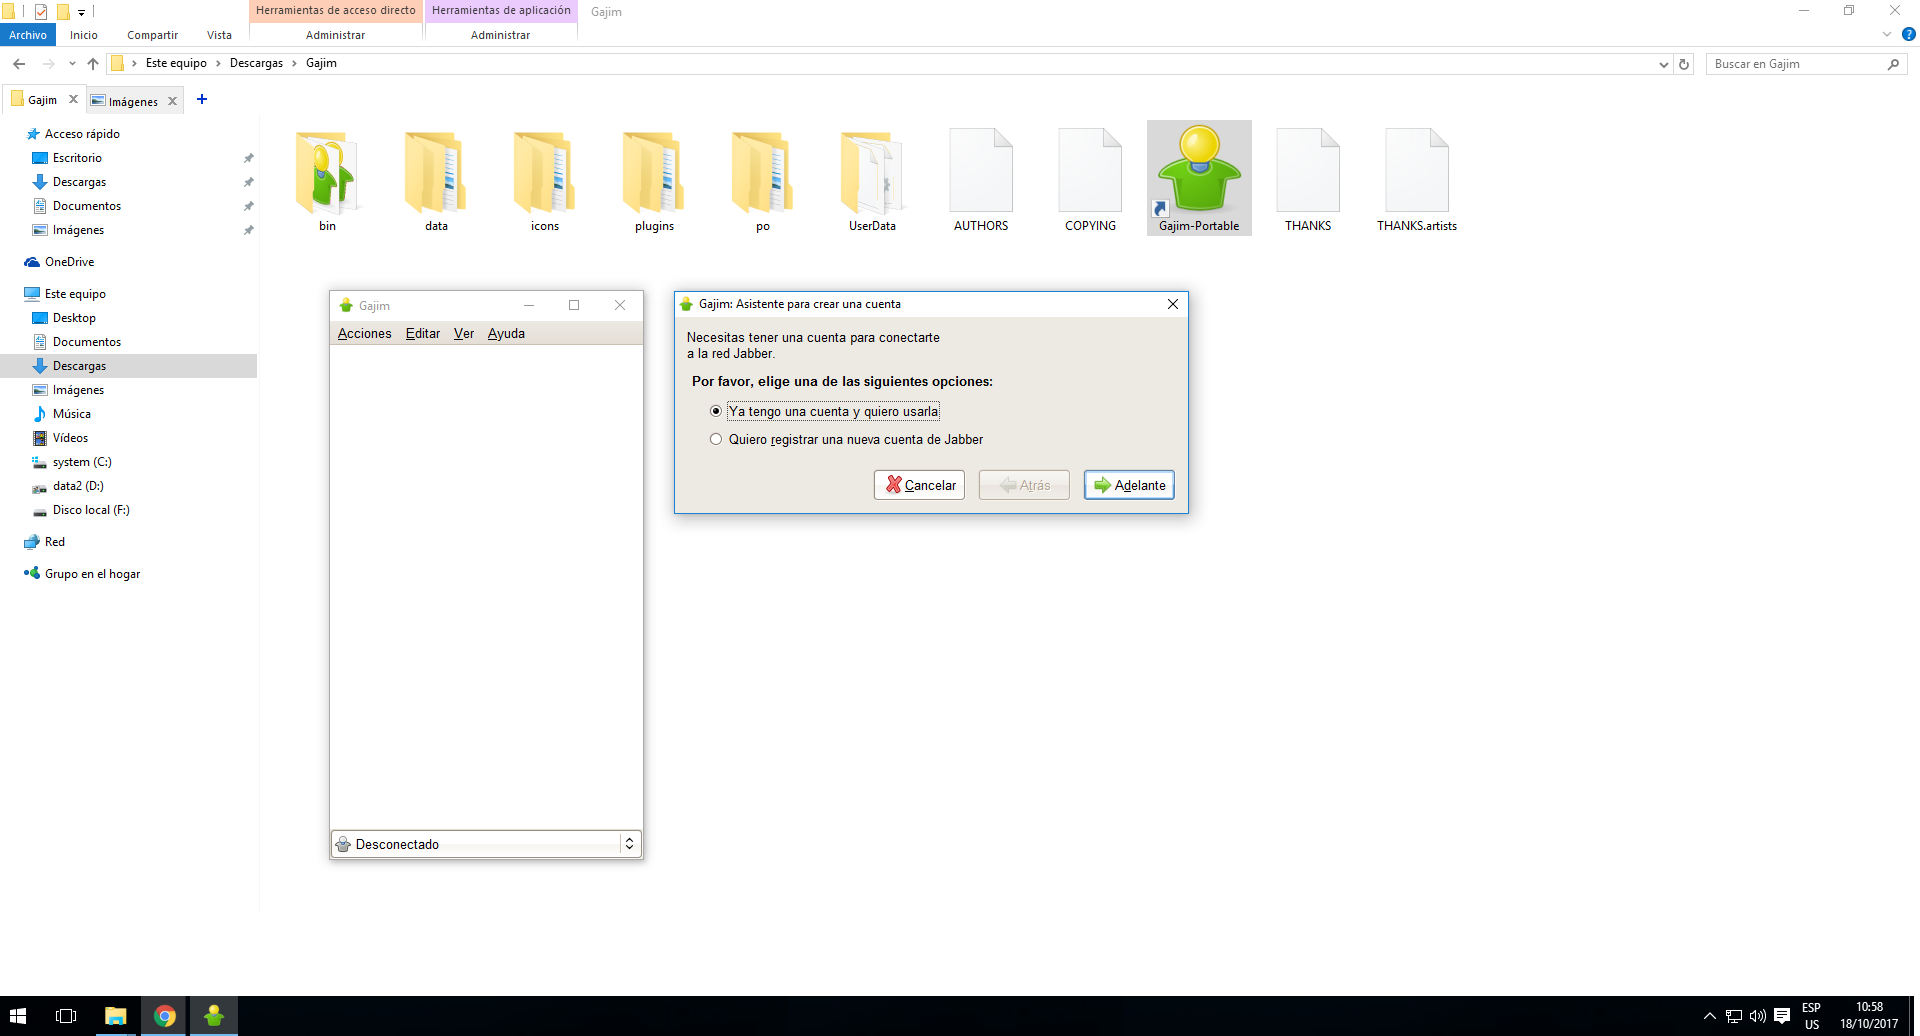 Herramientas de acceso directo
Herramientas de aplicación
Gajim
Archivo
Inicio
Compartir
Vista
Administrar
Administrar
Este equipo
Descargas
Gajim
Buscar en Gajim
Gajim
Imágenes
Acceso rápido
Escritorio
Descargas
Documentos
Imágenes
OneDrive
Este equipo
Desktop
Documentos
Descargas
Imágenes
Música
Vídeos
system (C:)
data2 (D:)
Disco local (F:)
Red
Grupo en el hogar
bin
data
icons
plugins
po
UserData
AUTHORS
COPYING
Gajim-Portable
THANKS
THANKS.artists
Gajim
Acciones
Editar
Ver
Ayuda
Desconectado
Gajim: Asistente para crear una cuenta
Necesitas tener una cuenta para conectarte
a la red Jabber.
Por favor, elige una de las siguientes opciones:
Ya tengo una cuenta y quiero usarla
Quiero registrar una nueva cuenta de Jabber
Cancelar
Atrás
Adelante
ESP
US
10:58
18/10/2017